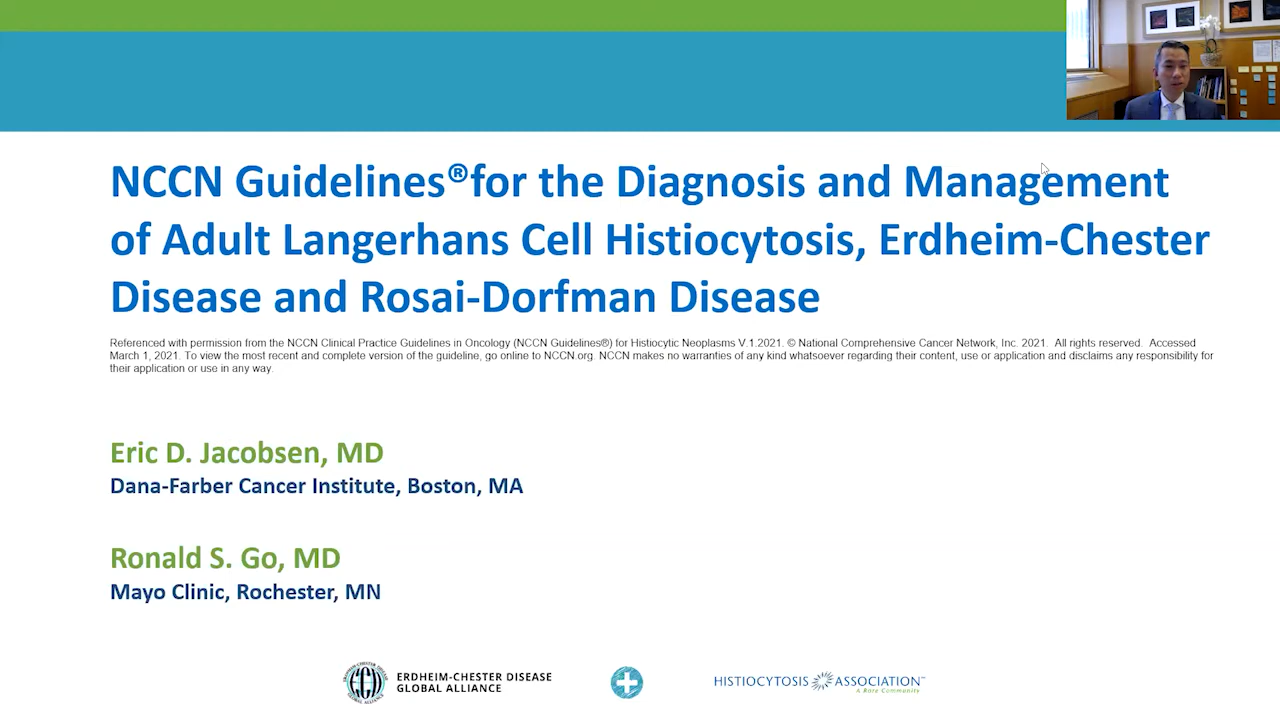 NCCN Guidelines®for the Diagnosis and Management
of Adult Langerhans Cell Histiocytosis, Erdheim-Chester
Disease and Rosai-Dorfman Disease
Referenced with permission from the NCCN Clinical Practice Guidelines in Oncology (NCCN Guidelines®) for Histiocytic Neoplasms V.1.2021. © National Comprehensive Cancer Network, Inc. 2021. All rights reserved. Accessed
March 1, 2021. To view the most recent and complete version of the guideline, go online to NCCN.org. NCCN makes no warranties of any kind whatsoever regarding their content, use or application and disclaims any responsibility for
their application or use in any way.
Eric D. Jacobsen, MD
Dana-Farber Cancer Institute, Boston, MA
Ronald S. Go, MD
Mayo Clinic, Rochester, MN
ERDHEIM-CHESTER DISEASE
GLOBAL ALLIANCE
HISTIOCYTOSIS ASSOCIATION™
A Rare Community